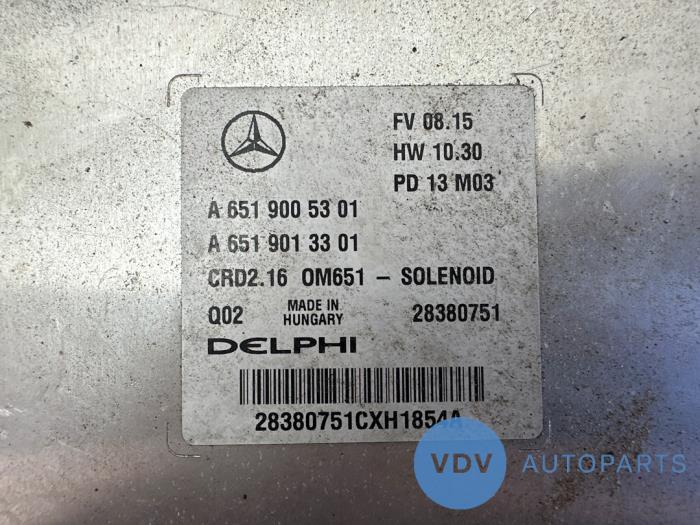 FV 08.15
HW 10.30
PD 13 M03
A 651 900 53 01
A 651 901 33 01
CRD2.16 OM651 – SOLENOID
Q02 MADE IN HUNGARY 28380751
DELPHI
28380751CXH1854A
VDV AUTOPARTS